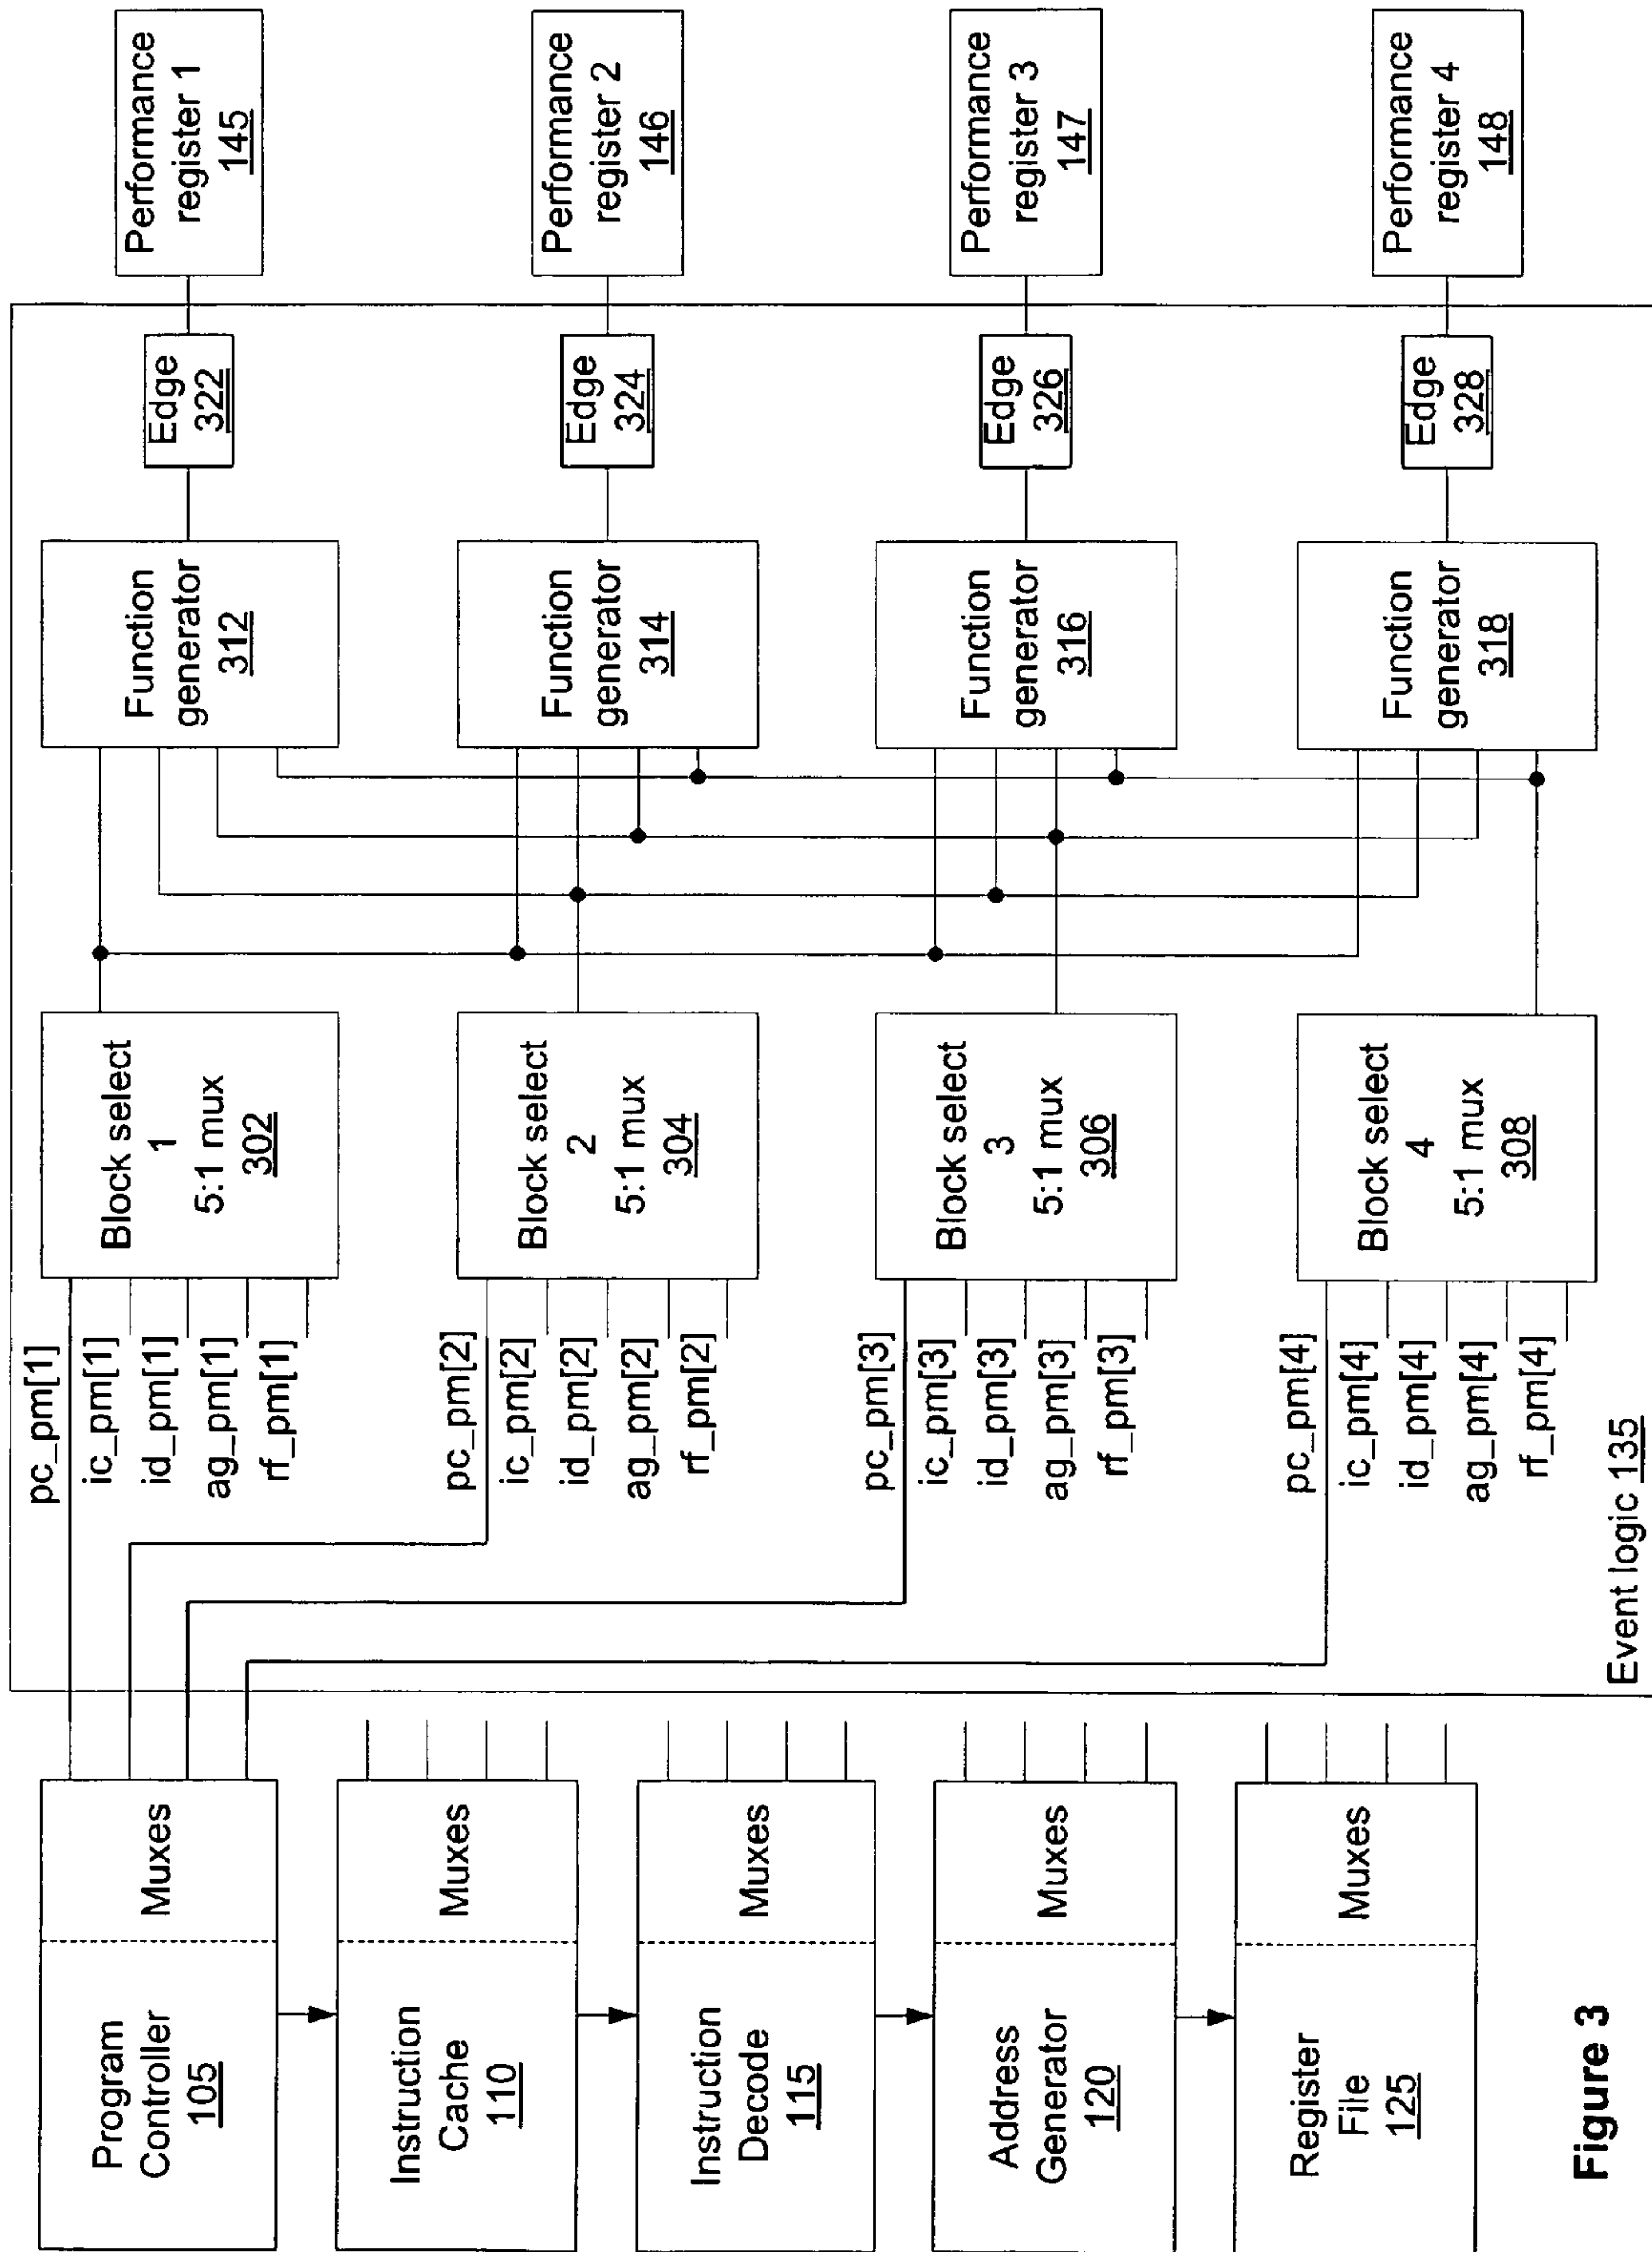 Program
Controller
105
Muxes
Instruction
Cache
110
Muxes
Instruction
Decode
115
Muxes
Address
Generator
120
Muxes
Register
File
125
Muxes
pc_pm[1]
ic_pm[1]
id_pm[1]
ag_pm[1]
rf_pm[1]
pc_pm[2]
ic_pm[2]
id_pm[2]
ag_pm[2]
rf_pm[2]
pc_pm[3]
ic_pm[3]
id_pm[3]
ag_pm[3]
rf_pm[3]
pc_pm[4]
ic_pm[4]
id_pm[4]
ag_pm[4]
rf_pm[4]
Block select
1
5:1 mux
302
Block select
2
5:1 mux
304
Block select
3
5:1 mux
306
Block select
4
5:1 mux
308
Function
generator
312
Function
generator
314
Function
generator
316
Function
generator
318
Edge
322
Edge
324
Edge
326
Edge
328
Performance
register 1
145
Performance
register 2
146
Performance
register 3
147
Performance
register 4
148
Event logic 135
Figure 3